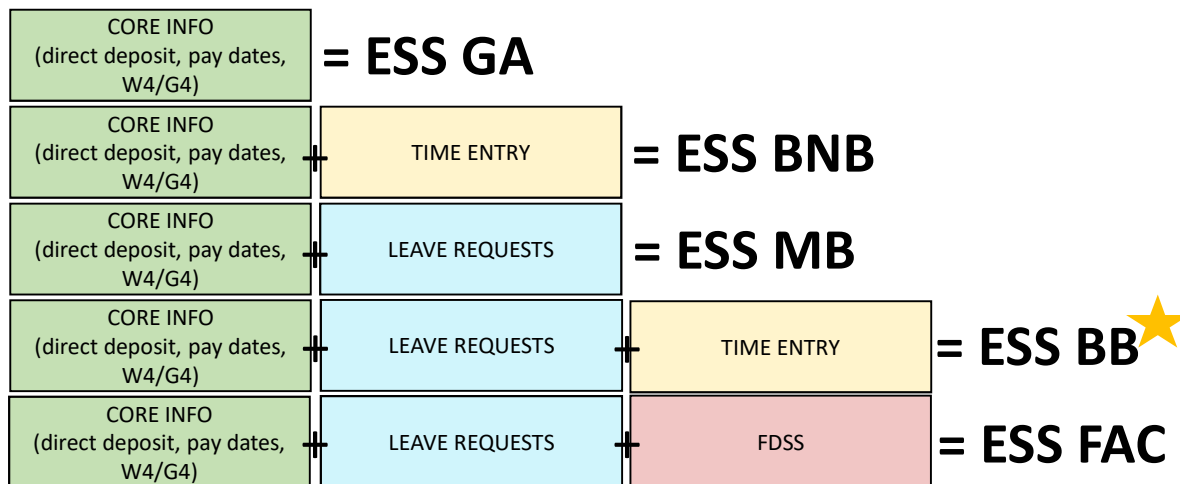 CORE INFO
(direct deposit, pay dates,
W4/G4)
= ESS GA
CORE INFO
(direct deposit, pay dates,
W4/G4)
+
TIME ENTRY
= ESS BNB
CORE INFO
(direct deposit, pay dates,
W4/G4)
+
LEAVE REQUESTS
= ESS MB
CORE INFO
(direct deposit, pay dates,
W4/G4)
+
LEAVE REQUESTS
+
TIME ENTRY
= ESS BB
CORE INFO
(direct deposit, pay dates,
W4/G4)
+
LEAVE REQUESTS
+
FDSS
= ESS FAC